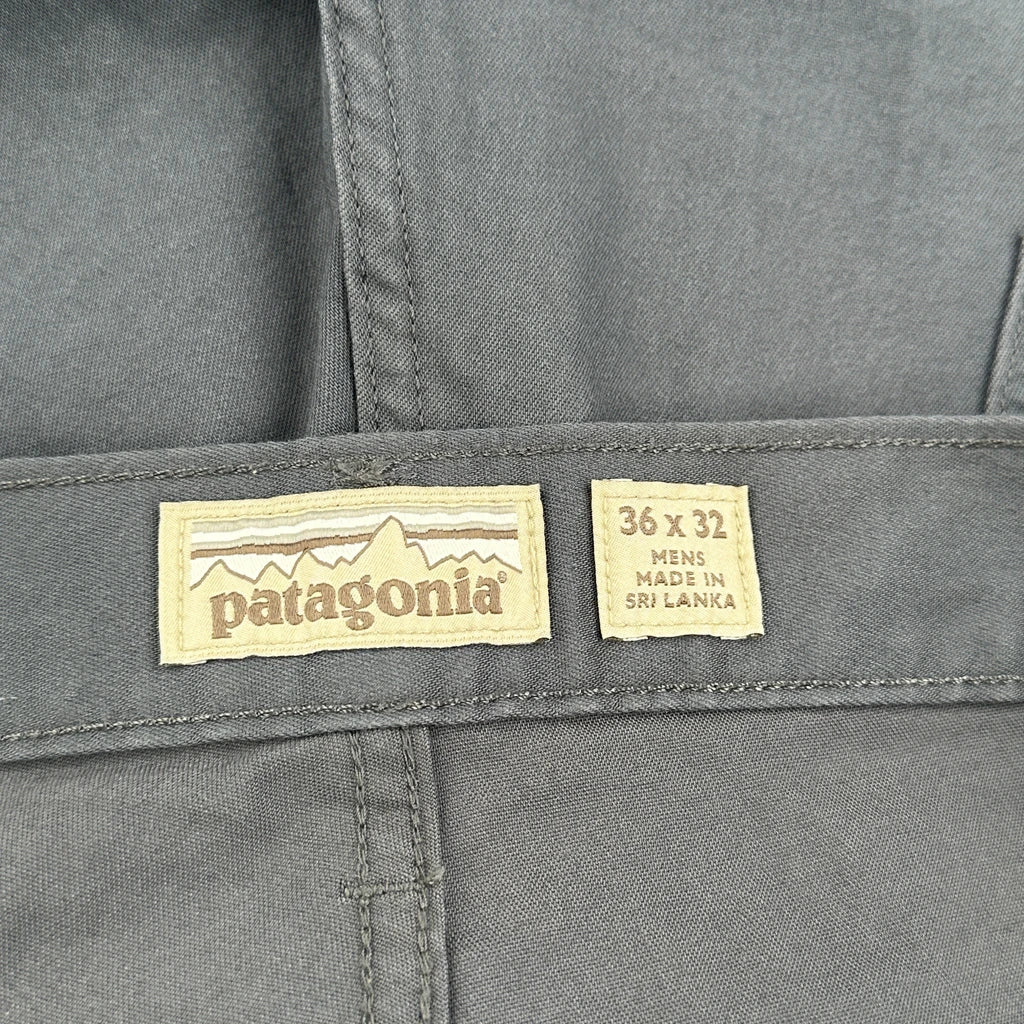 patagonia®
36 x 32
MENS
MADE IN
SRI LANKA